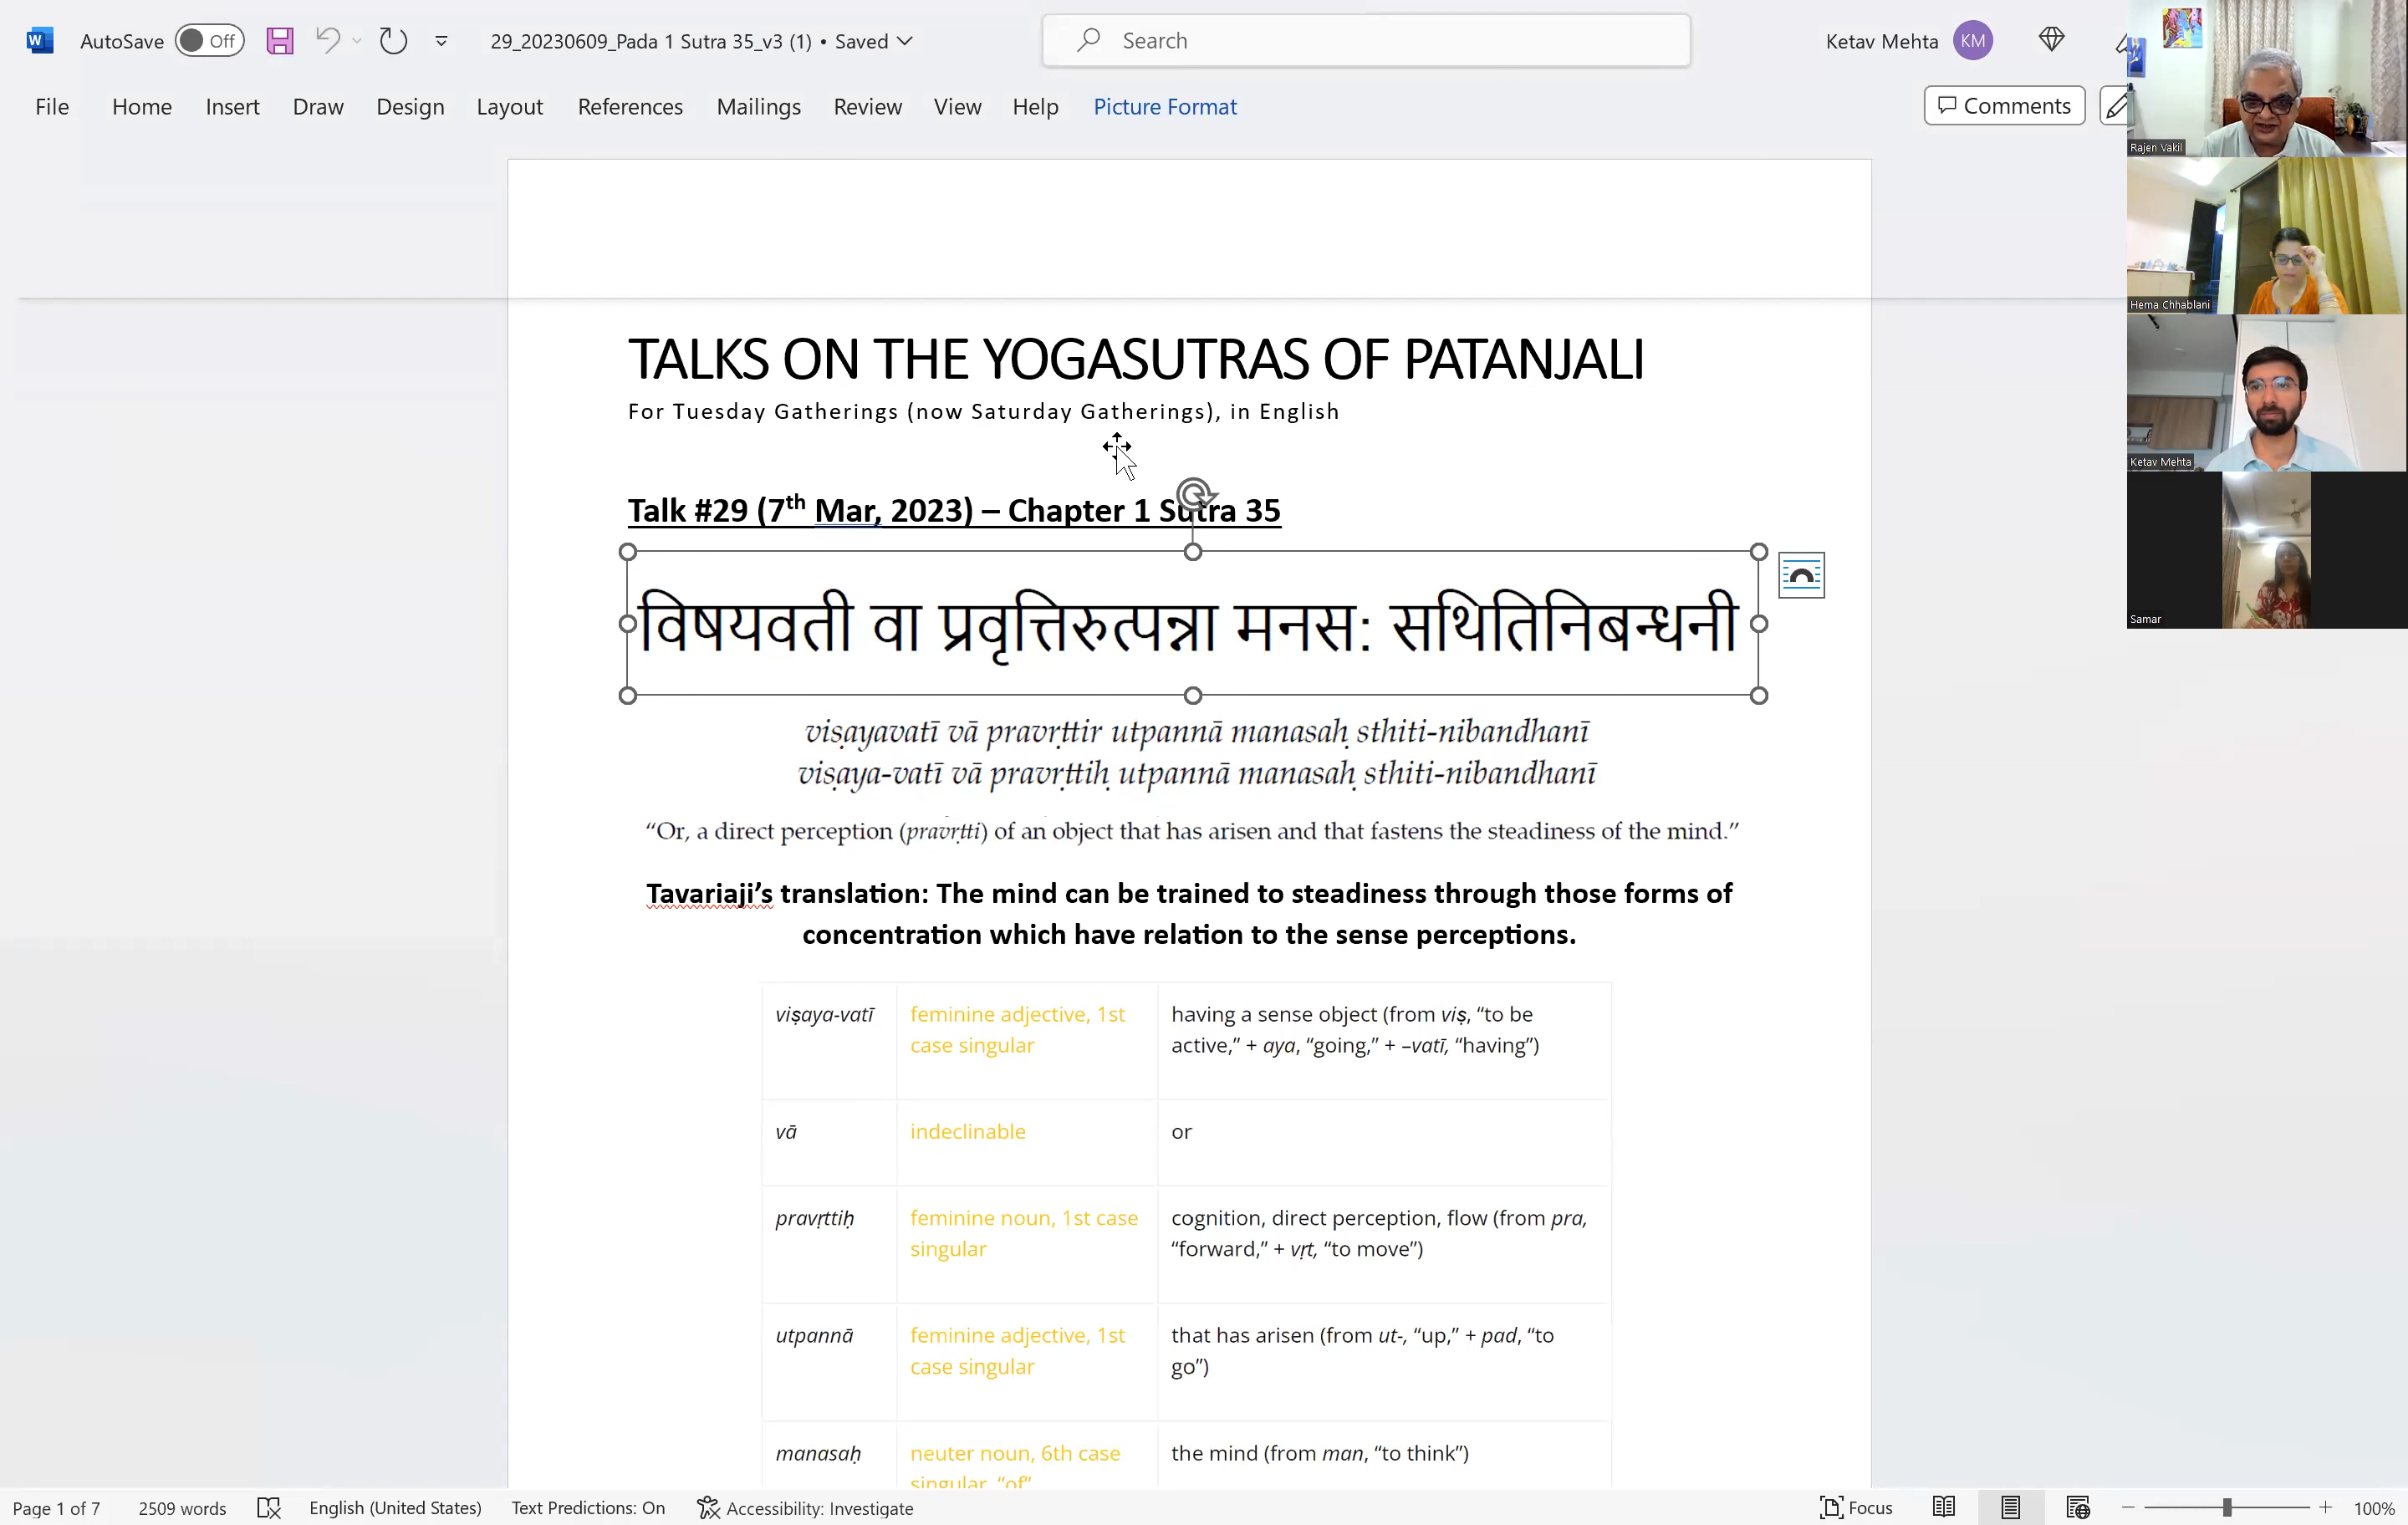 AutoSave Off 29_20230609_Pada 1 Sutra 35_v3 (1) • Saved Search Ketav Mehta KM
File Home Insert Draw Design Layout References Mailings Review View Help Picture Format Comments
Rajen Vakil
Hema Chhablani
Ketav Mehta
Samar
TALKS ON THE YOGASUTRAS OF PATANJALI
For Tuesday Gatherings (now Saturday Gatherings), in English
Talk #29 (7th Mar, 2023) – Chapter 1 Sutra 35
विषयवती वा प्रवृत्तिरुत्पन्ना मनस: सथितिनिबन्धनी
viṣayavatī vā pravṛttir utpannā manasaḥ sthiti-nibandhanī
viṣaya-vatī vā pravṛttiḥ utpannā manasaḥ sthiti-nibandhanī
“Or, a direct perception (pravṛtti) of an object that has arisen and that fastens the steadiness of the mind.”
Tavariaji’s translation: The mind can be trained to steadiness through those forms of
concentration which have relation to the sense perceptions.
viṣaya-vatī feminine adjective, 1st having a sense object (from viṣ, “to be
case singular active,” + aya, “going,” + –vatī, “having”)
vā indeclinable or
pravṛttiḥ feminine noun, 1st case cognition, direct perception, flow (from pra,
singular “forward,” + vṛt, “to move”)
utpannā feminine adjective, 1st that has arisen (from ut-, “up,” + pad, “to
case singular go”)
manasaḥ neuter noun, 6th case the mind (from man, “to think”)
singular, “of”
Page 1 of 7 2509 words English (United States) Text Predictions: On Accessibility: Investigate Focus 100%